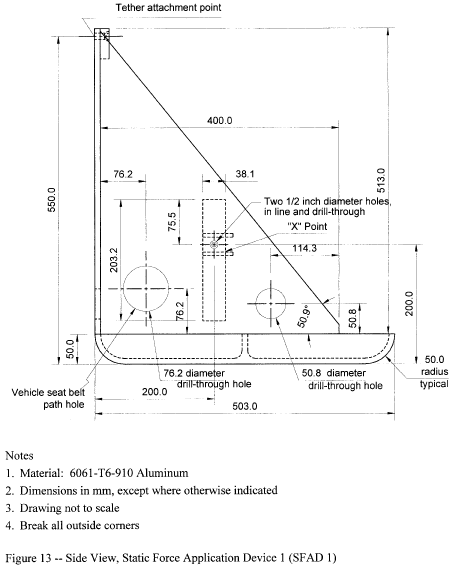 Tether attachment point
400.0
76.2
38.1
550.0
513.0
Two 1/2 inch diameter holes,
in line and drill-through
"X" Point
75.5
114.3
203.2
76.2
50.9°
50.8
200.0
50.0
Vehicle seat belt
path hole
76.2 diameter
drill-through hole
50.8 diameter
drill-through hole
50.0
radius
typical
200.0
503.0
Notes
1. Material: 6061-T6-910 Aluminum
2. Dimensions in mm, except where otherwise indicated
3. Drawing not to scale
4. Break all outside corners
Figure 13 -- Side View, Static Force Application Device 1 (SFAD 1)